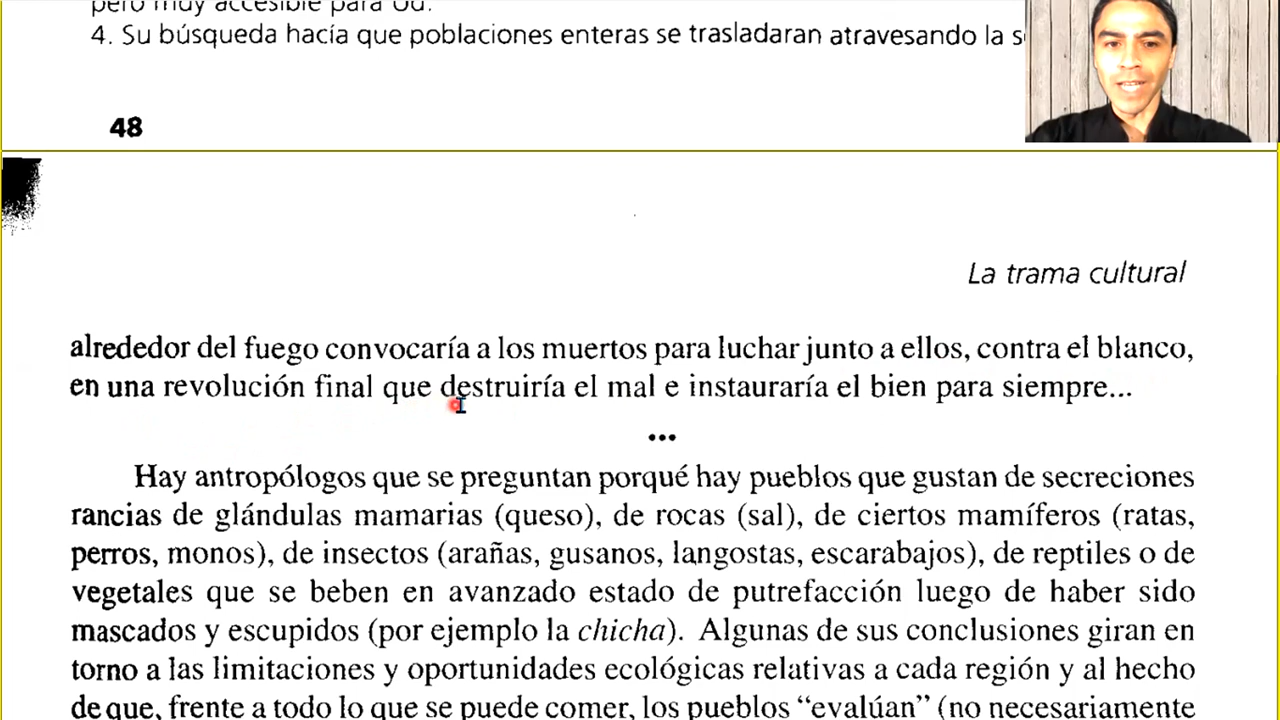 pero muy accesible para Ud.
4. Su búsqueda hacía que poblaciones enteras se trasladaran atravesando la
48
La trama cultural
alrededor del fuego convocaría a los muertos para luchar junto a ellos, contra el blanco,
en una revolución final que destruiría el mal e instauraría el bien para siempre...
...
Hay antropólogos que se preguntan porqué hay pueblos que gustan de secreciones
rancias de glándulas mamarias (queso), de rocas (sal), de ciertos mamíferos (ratas,
perros, monos), de insectos (arañas, gusanos, langostas, escarabajos), de reptiles o de
vegetales que se beben en avanzado estado de putrefacción luego de haber sido
mascados y escupidos (por ejemplo la chicha). Algunas de sus conclusiones giran en
torno a las limitaciones y oportunidades ecológicas relativas a cada región y al hecho
de que, frente a todo lo que se puede comer, los pueblos “evalúan” (no necesariamente